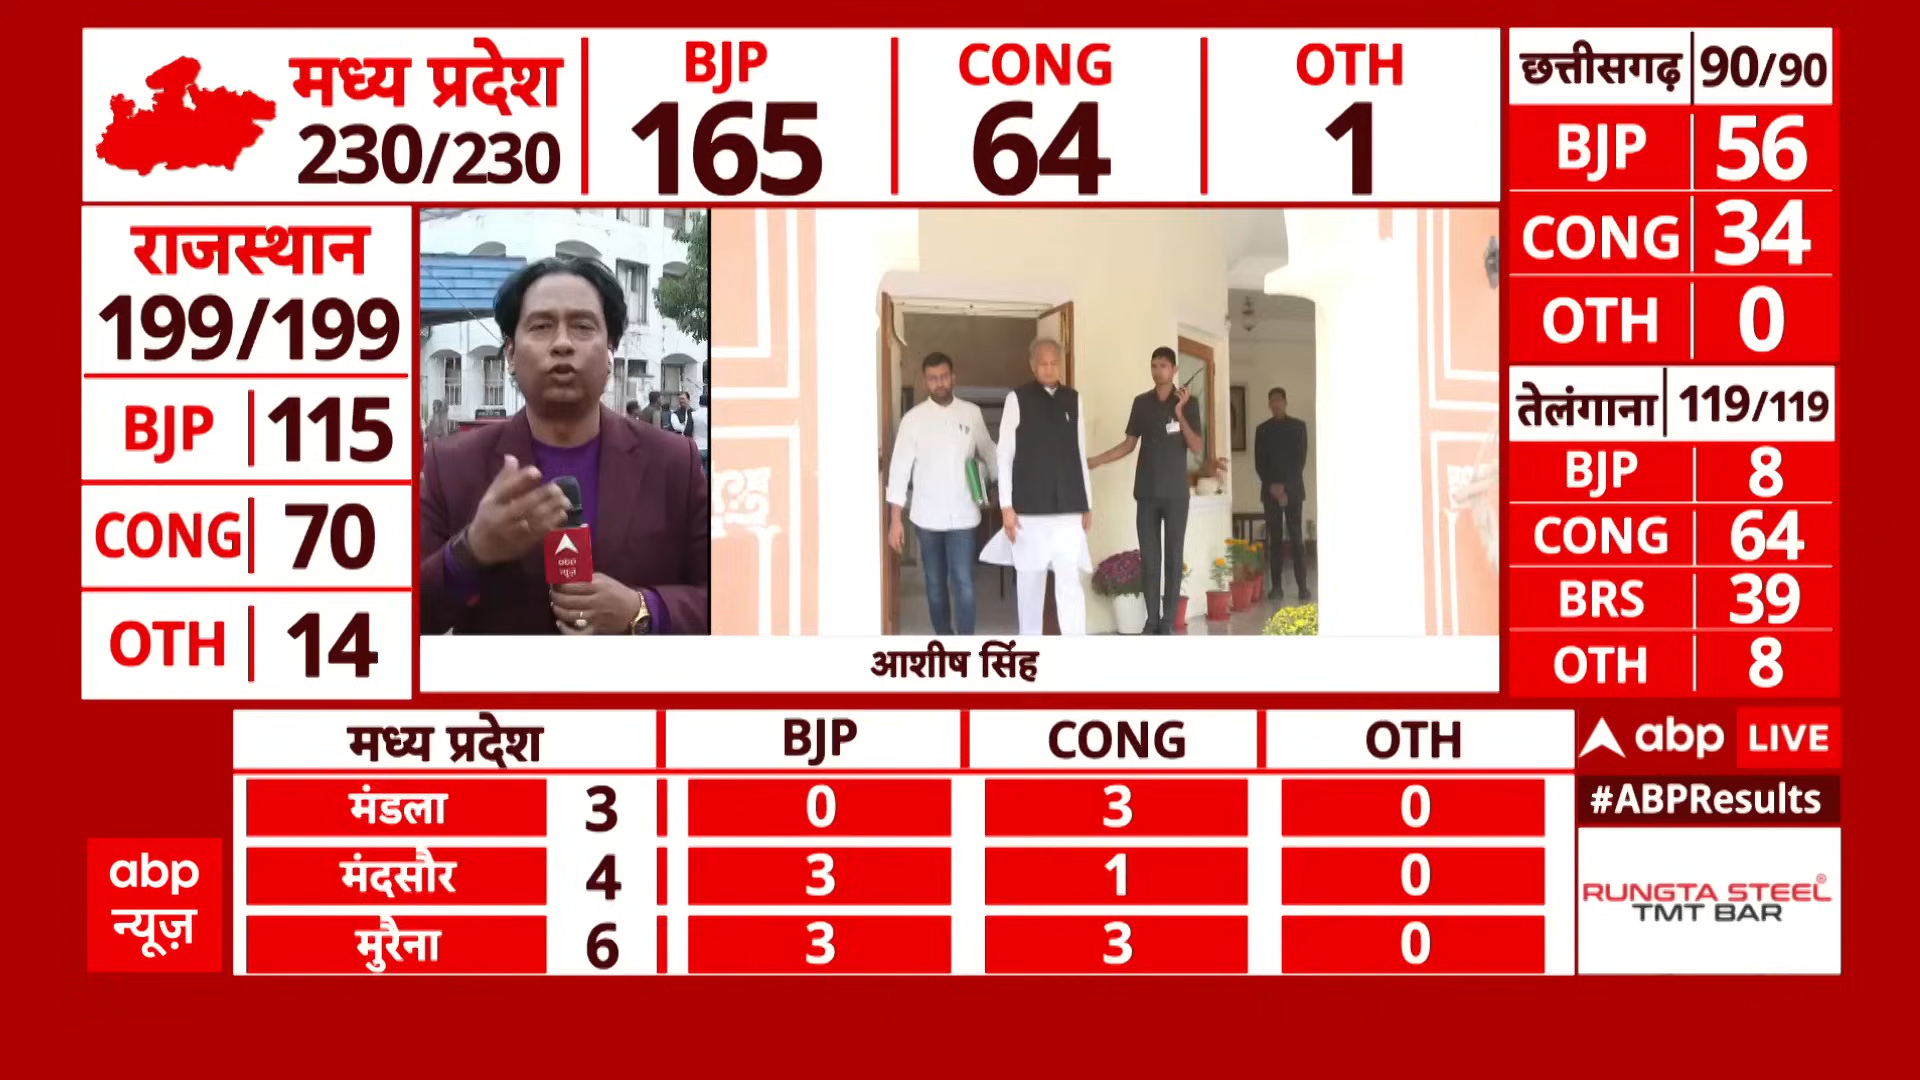 मध्य प्रदेश
230/230
BJP
165
CONG
64
OTH
1
छत्तीसगढ़ 90/90
BJP 56
CONG 34
OTH 0
राजस्थान
199/199
BJP 115
CONG 70
OTH 14
तेलंगाना 119/119
BJP 8
CONG 64
BRS 39
OTH 8
abp
न्यूज़
आशीष सिंह
मध्य प्रदेश BJP CONG OTH
मंडला 3 0 3 0
मंदसौर 4 3 1 0
मुरैना 6 3 3 0
abp LIVE
#ABPResults
abp
न्यूज़
RUNGTA STEEL®
TMT BAR